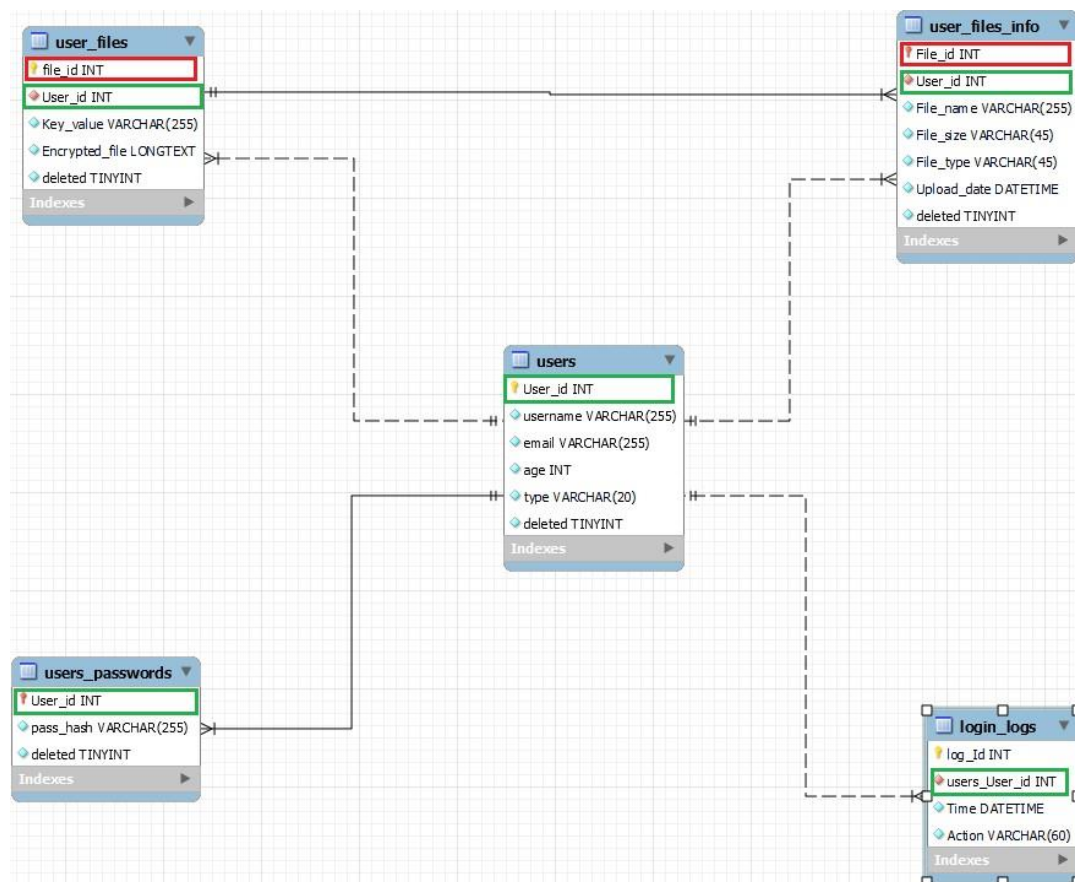 user_files
file_id INT
User_id INT
Key_value VARCHAR(255)
Encrypted_file LONGTEXT
deleted TINYINT
Indexes
user_files_info
File_id INT
User_id INT
File_name VARCHAR(255)
File_size VARCHAR(45)
File_type VARCHAR(45)
Upload_date DATETIME
deleted TINYINT
Indexes
users
User_id INT
username VARCHAR(255)
email VARCHAR(255)
age INT
type VARCHAR(20)
deleted TINYINT
Indexes
users_passwords
User_id INT
pass_hash VARCHAR(255)
deleted TINYINT
Indexes
login_logs
log_Id INT
users_User_id INT
Time DATETIME
Action VARCHAR(60)
Indexes